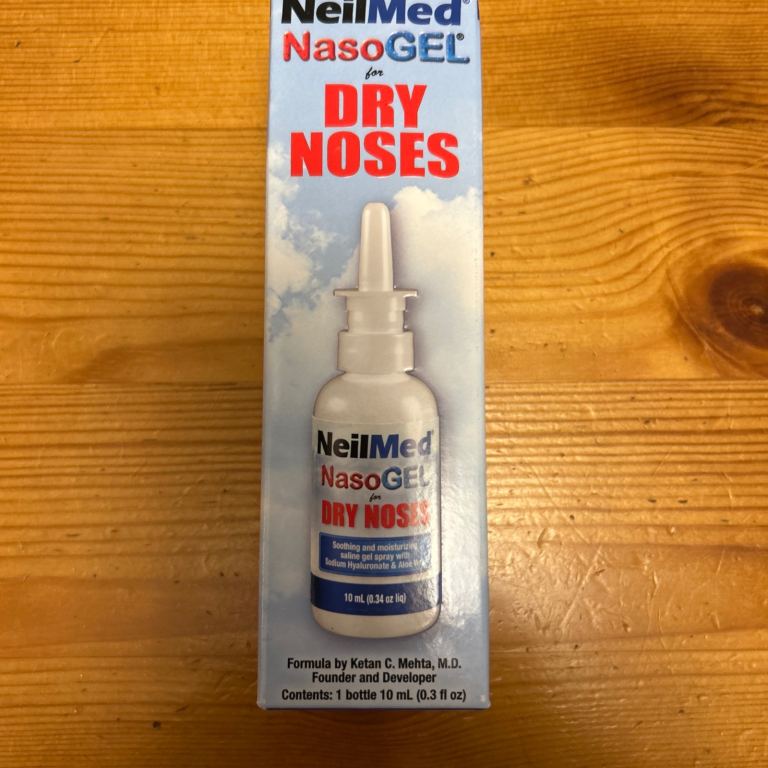 NeilMed®
NasoGEL®
for
DRY
NOSES
NeilMed®
NasoGEL
for
DRY NOSES
Soothing and moisturizing
saline gel spray with
Sodium Hyaluronate & Aloe
10 mL (0.34 oz liq)
Formula by Ketan C. Mehta, M.D.
Founder and Developer
Contents: 1 bottle 10 mL (0.3 fl oz)